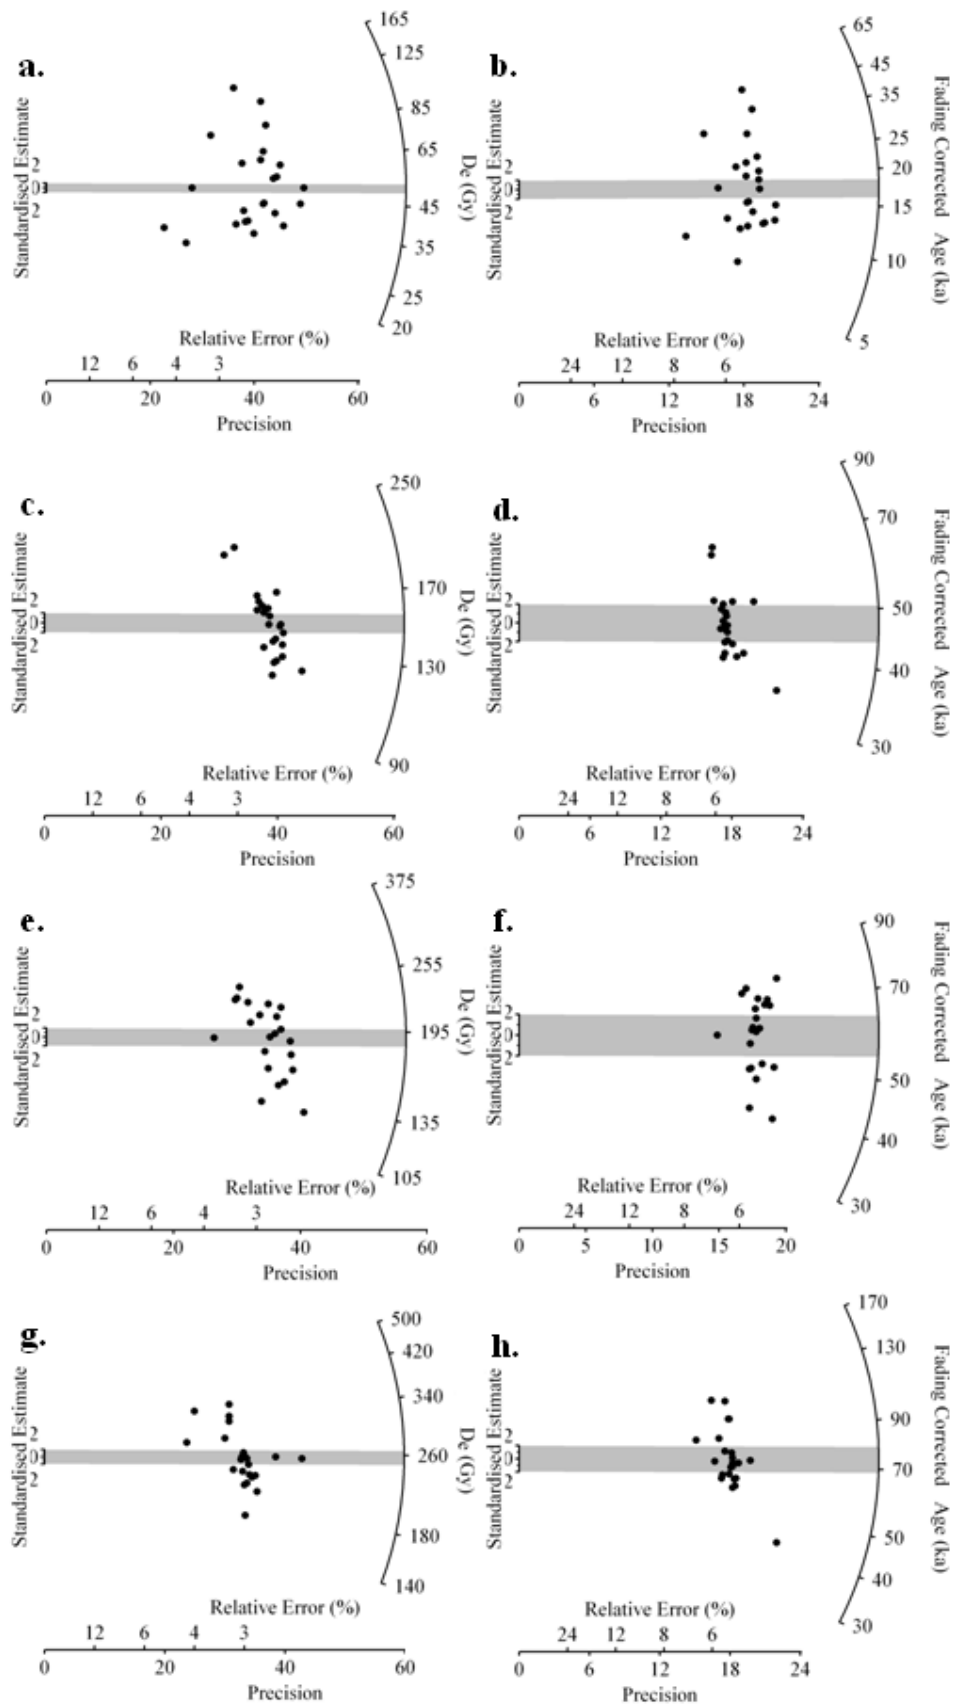 a.
Standardised Estimate
2
0
2
165
125
85
65
45
35
25
20
De (Gy)
Relative Error (%)
12 6 4 3
0 20 40 60
Precision
b.
Standardised Estimate
2
0
2
65
45
35
25
20
15
10
5
Fading Corrected Age (ka)
Relative Error (%)
24 12 8 6
0 6 12 18 24
Precision
c.
Standardised Estimate
2
0
2
250
170
130
90
De (Gy)
Relative Error (%)
12 6 4 3
0 20 40 60
Precision
d.
Standardised Estimate
2
0
2
90
70
50
40
30
Fading Corrected Age (ka)
Relative Error (%)
24 12 8 6
0 6 12 18 24
Precision
e.
Standardised Estimate
2
0
2
375
255
195
135
105
De (Gy)
Relative Error (%)
12 6 4 3
0 20 40 60
Precision
f.
Standardised Estimate
2
0
2
90
70
50
40
30
Fading Corrected Age (ka)
Relative Error (%)
24 12 8 6
0 5 10 15 20
Precision
g.
Standardised Estimate
2
0
2
500
420
340
260
180
140
De (Gy)
Relative Error (%)
12 6 4 3
0 20 40 60
Precision
h.
Standardised Estimate
2
0
2
170
130
90
70
50
40
30
Fading Corrected Age (ka)
Relative Error (%)
24 12 8 6
0 6 12 18 24
Precision